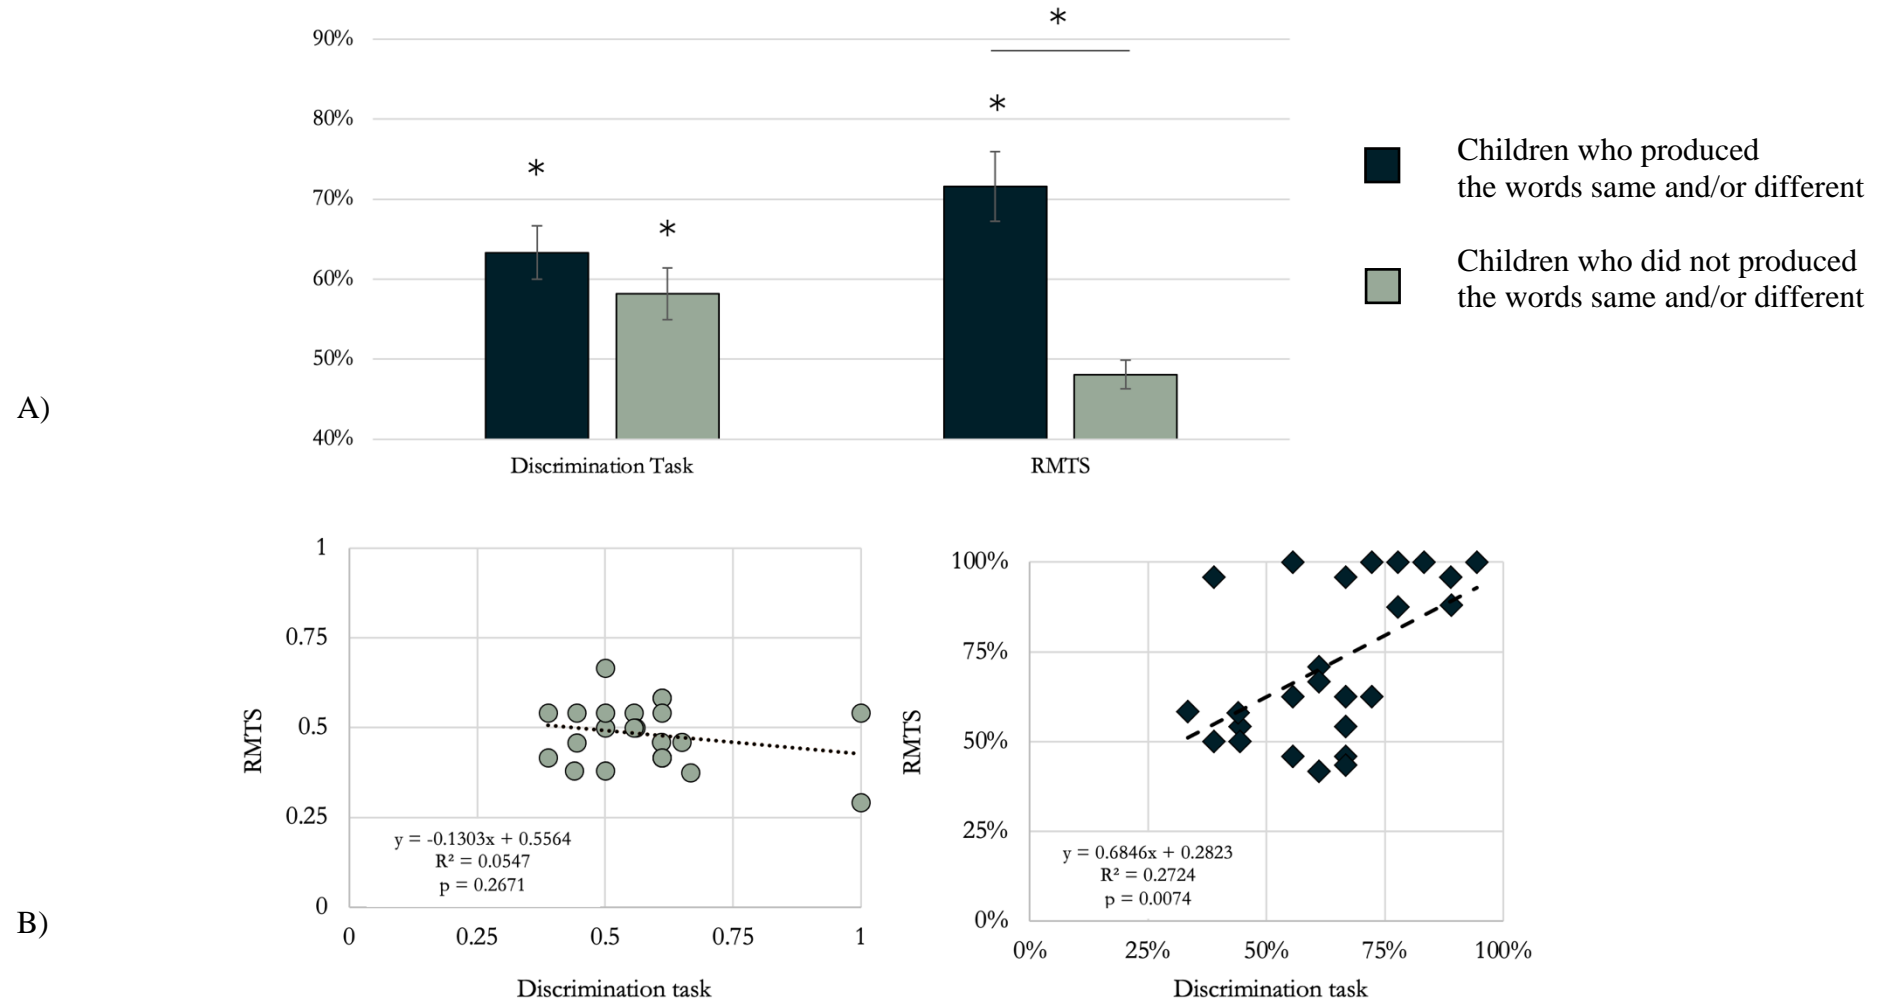 *
90%
80%
*
*
70%
*
60%
50%
40%
Discrimination Task
RMTS
Children who produced
the words same and/or different
Children who did not produced
the words same and/or different
A)
1
0.75
0.5
0.25
0
RMTS
y = -0.1303x + 0.5564
R² = 0.0547
p = 0.2671
0 0.25 0.5 0.75 1
Discrimination task
100%
75%
50%
25%
0%
RMTS
y = 0.6846x + 0.2823
R² = 0.2724
p = 0.0074
0% 25% 50% 75% 100%
Discrimination task
B)